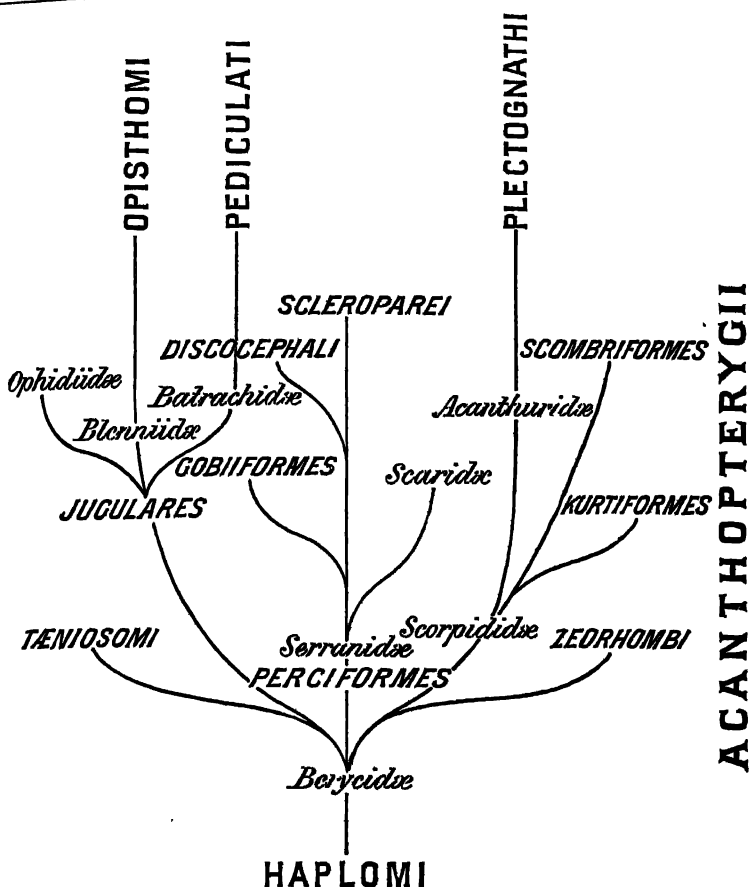 OPISTHOMI
PEDICULATI
PLECTOGNATHI
SCLEROPAREI
DISCOCEPHALI
SCOMBRIFORMES
Ophidiidæ
Batrachidæ
Acanthuridæ
Blenniidæ
GOBIIFORMES
Scaridæ
JUGULARES
KURTIFORMES
TÆNIOSOMI
Serranidæ
Scorpididæ
ZEORHOMBI
PERCIFORMES
Berycidæ
HAPLOMI
ACANTHOPTERYGII